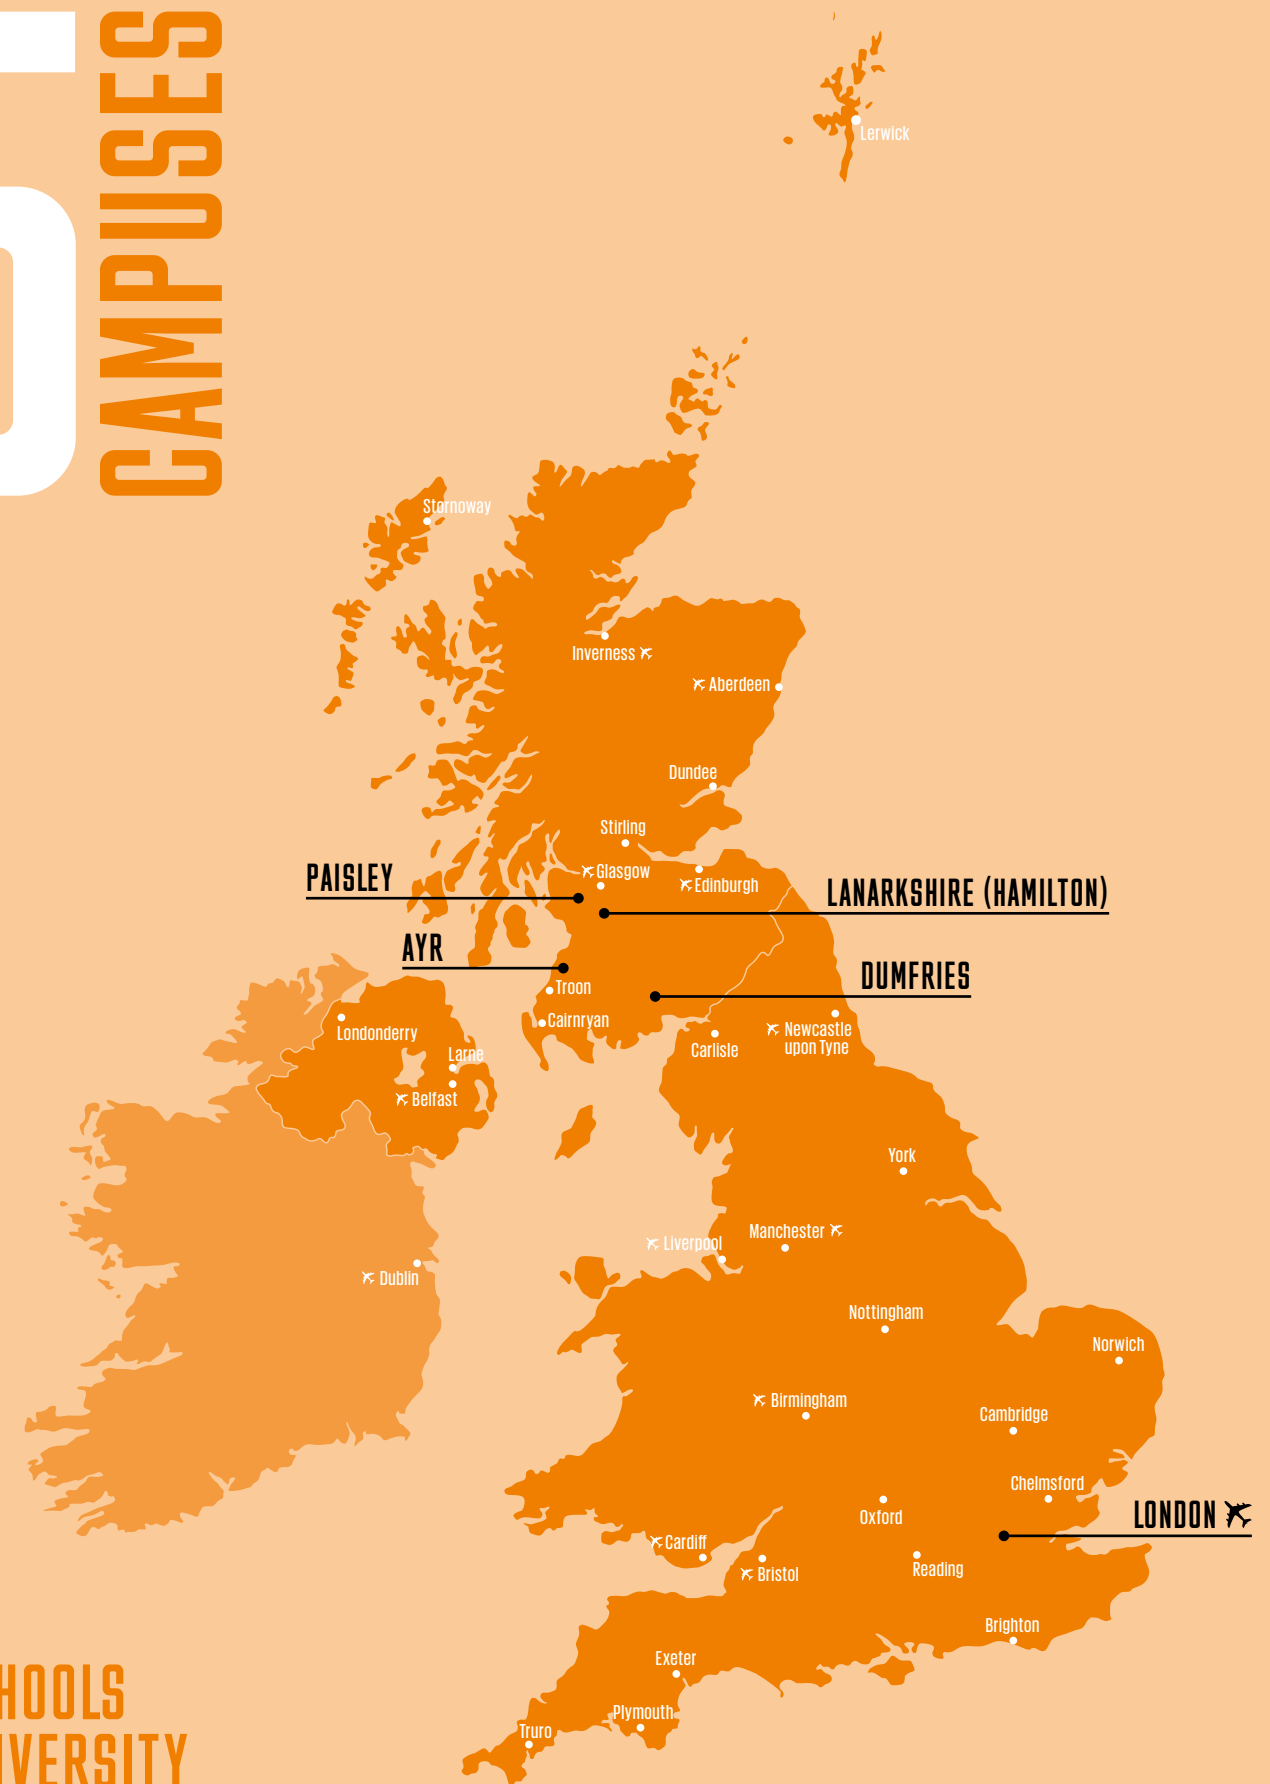 5
CAMPUSES
Lerwick
Stornoway
Inverness
Aberdeen
Dundee
Stirling
Glasgow
Edinburgh
PAISLEY
LANARKSHIRE (HAMILTON)
AYR
DUMFRIES
Troon
Cairnryan
Londonderry
Larne
Belfast
Carlisle
Newcastle
upon Tyne
York
Manchester
Liverpool
Dublin
Nottingham
Norwich
Birmingham
Cambridge
Chelmsford
Oxford
LONDON
Cardiff
Bristol
Reading
Brighton
Exeter
Plymouth
Truro
HOOLS
VERSITY